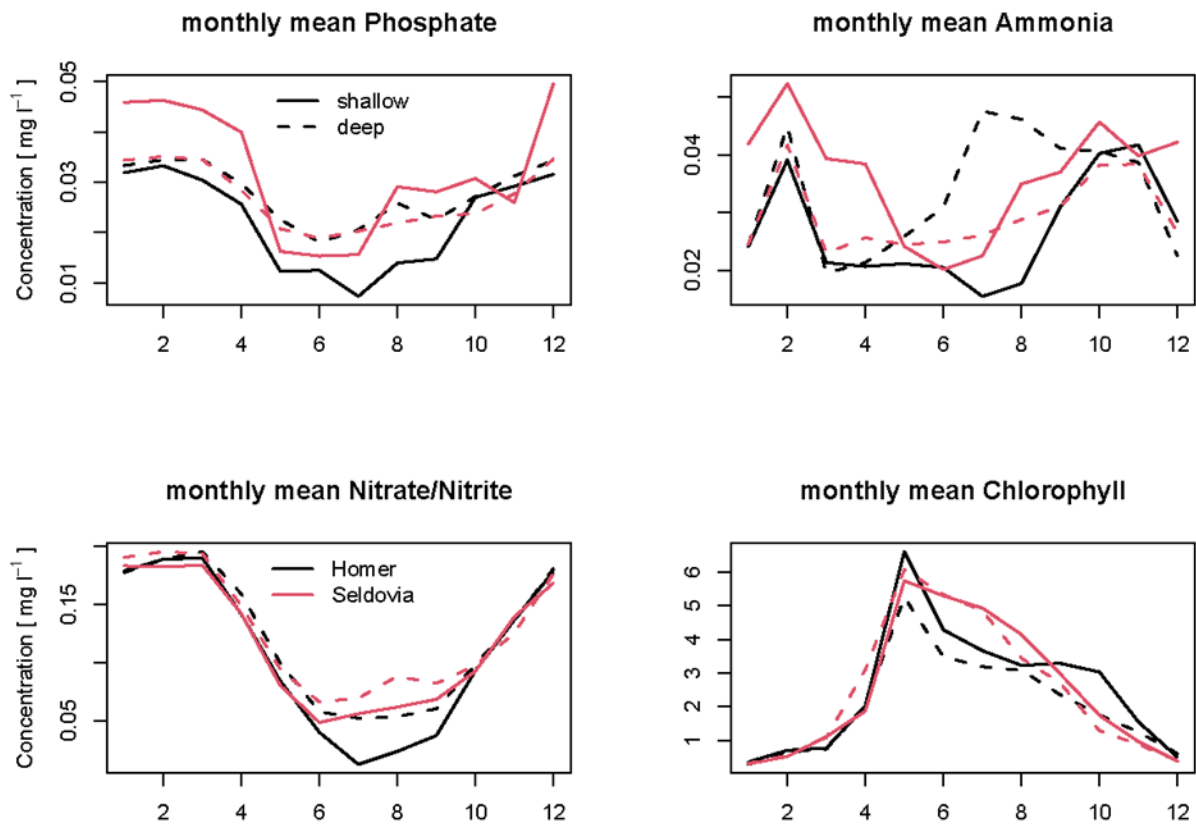 monthly mean Phosphate
Concentration [ mg l⁻¹ ]
0.05
0.03
0.01
shallow
deep
2 4 6 8 10 12
monthly mean Ammonia
0.04
0.02
2 4 6 8 10 12
monthly mean Nitrate/Nitrite
Concentration [ mg l⁻¹ ]
0.15
0.05
Homer
Seldovia
2 4 6 8 10 12
monthly mean Chlorophyll
6
5
4
3
2
1
2 4 6 8 10 12